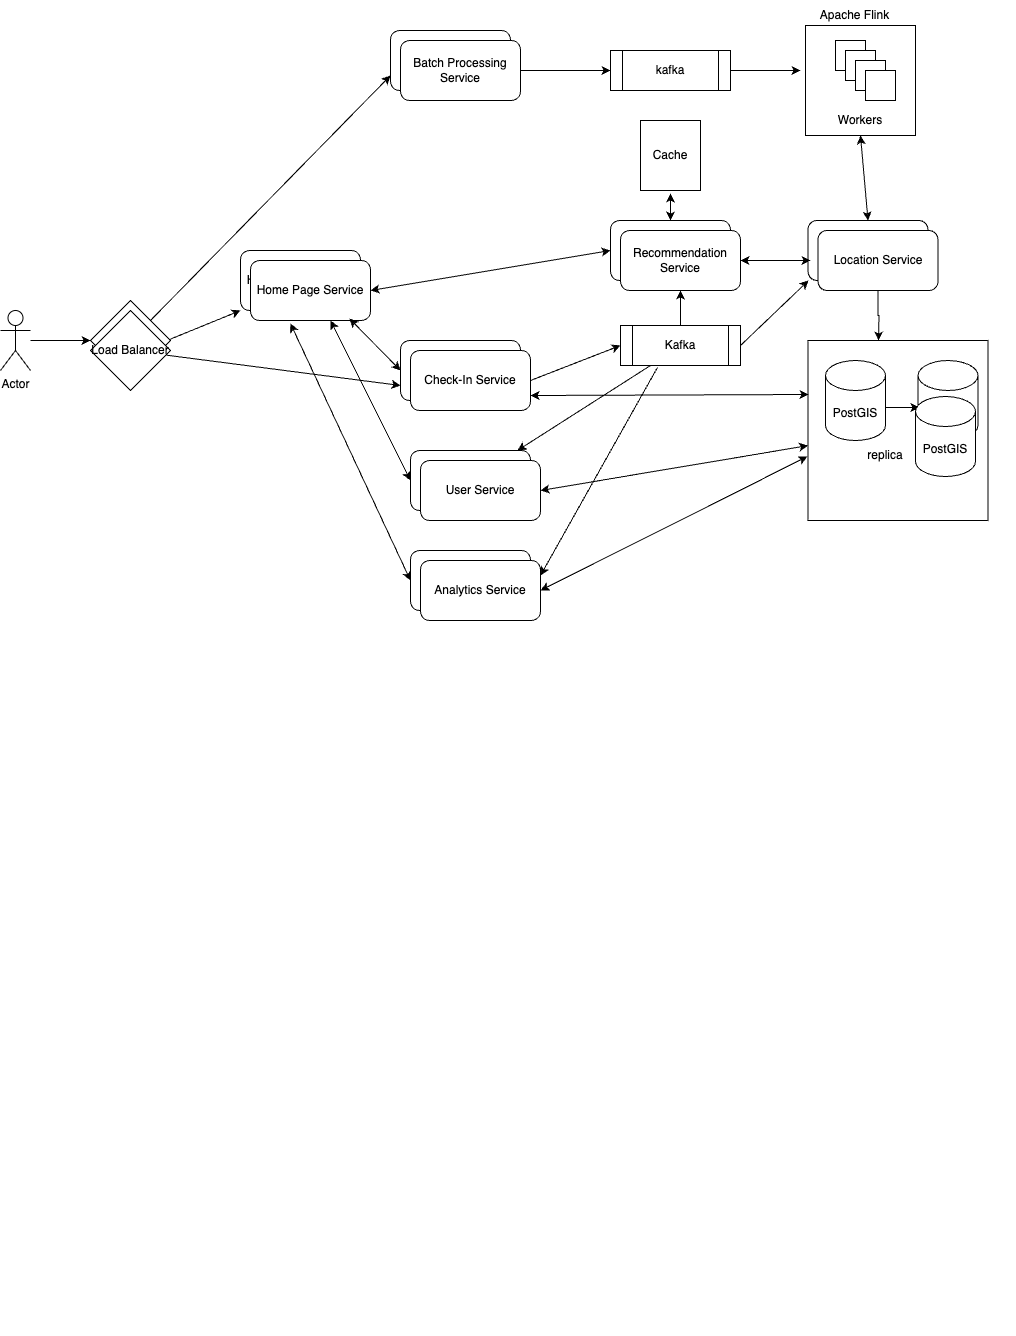 Apache Flink
Batch Processing
Service
kafka
Workers
Cache
Recommendation
Service
Location Service
H
Home Page Service
Actor
Load Balancer
Kafka
Check-In Service
PostGIS
replica
PostGIS
User Service
Analytics Service